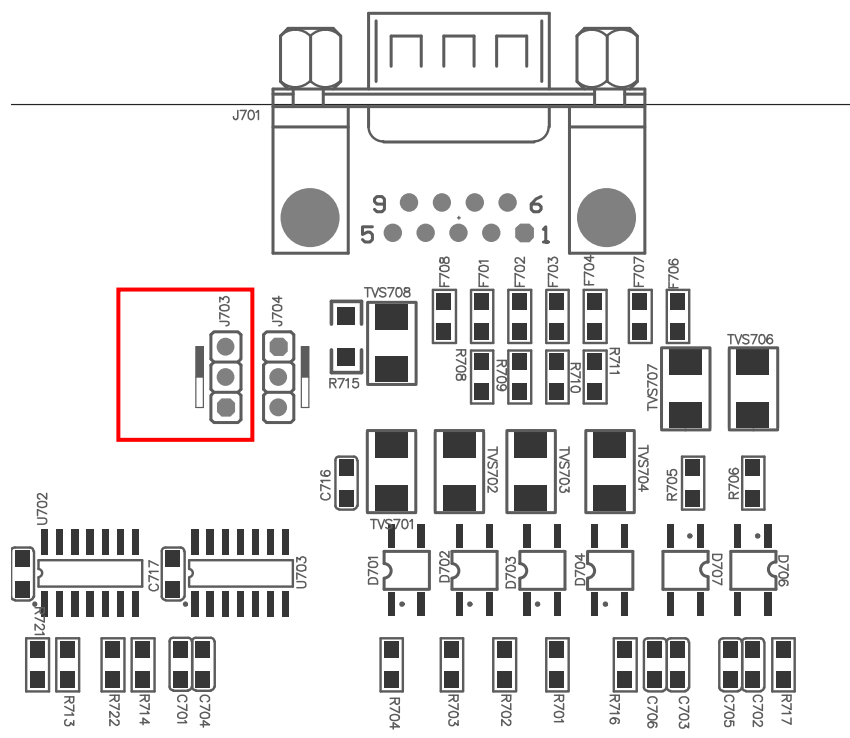 J701
9 6
5 1
F708 F701 F702 F703 F704 F707 F706
TVS708
J703 J704
R715
R708 R709 R710 R711
TVS707 TVS706
C716
TVS701 TVS702 TVS703 TVS704
R705 R706
U702
C717
U703
D701 D702 D703 D704 D707 D706
R721
R713 R722 R714 C701 C704
R704 R703 R702 R701
R716 C706 C703 C705 C702 R717